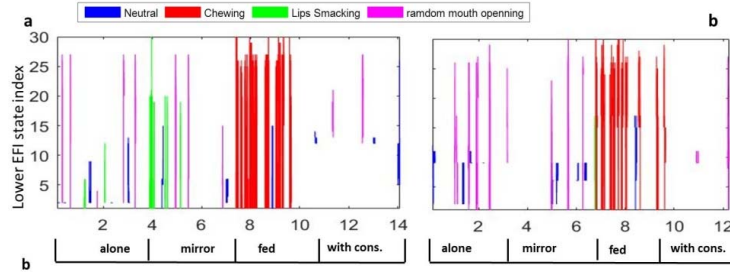 Neutral Chewing Lips Smacking ramdom mouth openning
a b
30
25
20
15
10
5
Lower EFI state index
2 4 6 8 10 12 14
2 4 6 8 10 12
b
alone mirror fed with cons.
alone mirror fed with cons.